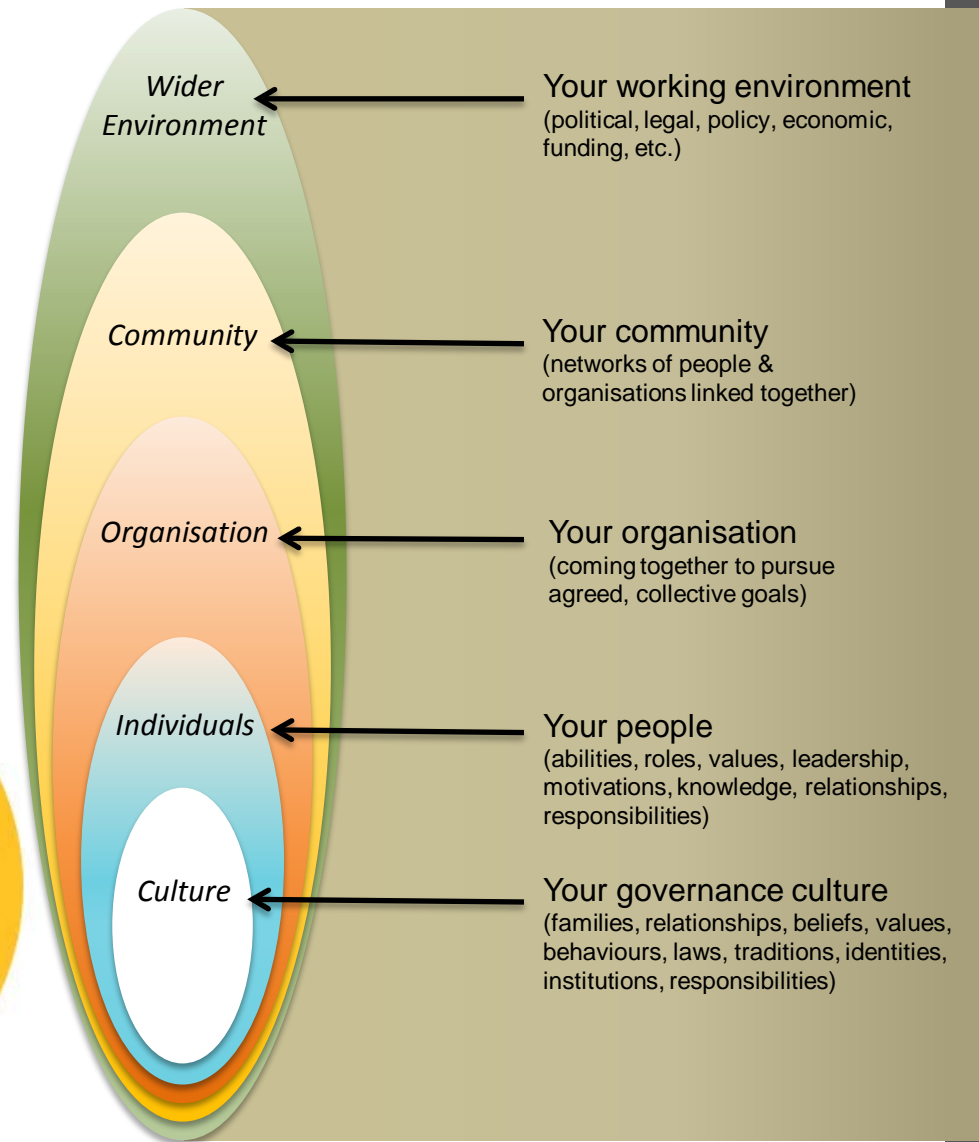 Wider
Environment
Your working environment
(political, legal, policy, economic,
funding, etc.)
Community
Your community
(networks of people &
organisations linked together)
Organisation
Your organisation
(coming together to pursue
agreed, collective goals)
Individuals
Your people
(abilities, roles, values, leadership,
motivations, knowledge, relationships,
responsibilities)
Culture
Your governance culture
(families, relationships, beliefs, values,
behaviours, laws, traditions, identities,
institutions, responsibilities)